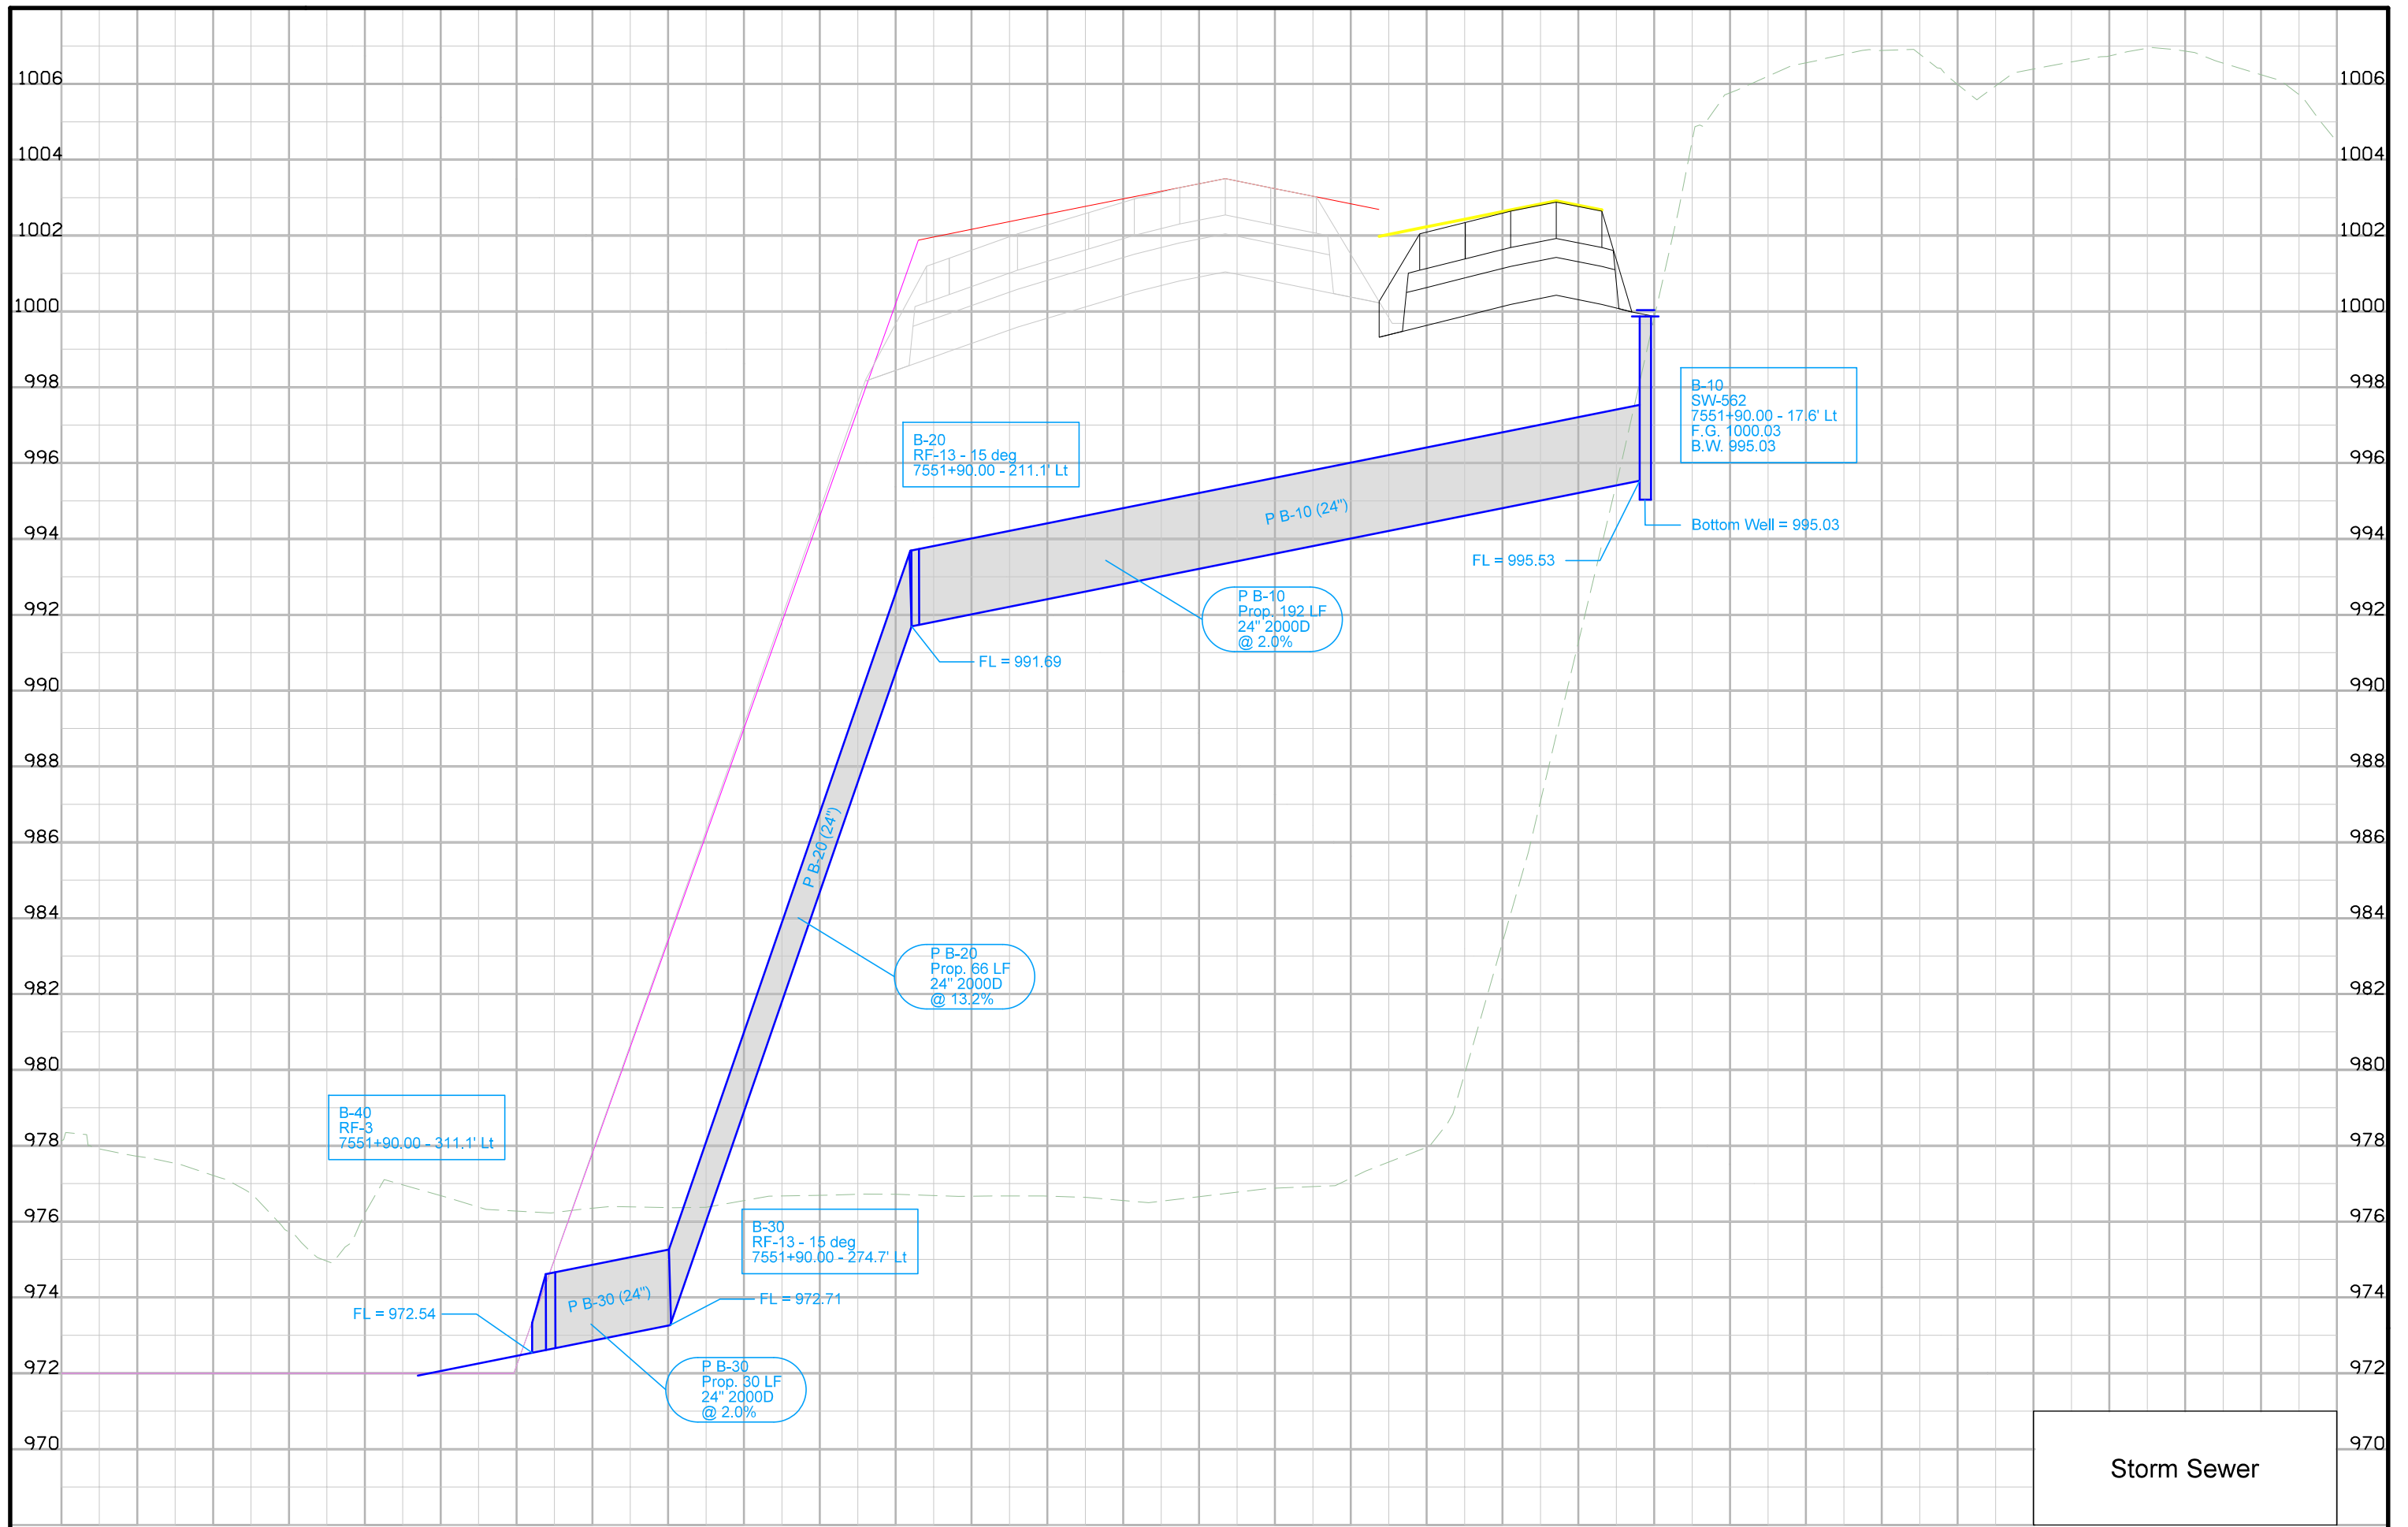 1006
1006
1004
1004
1002
1002
1000
1000
998
998
B-10
SW-562
7551+90.00 - 17.6' Lt
F.G. 1000.03
B.W. 995.03
B-20
RF-13 - 15 deg
7551+90.00 - 211.1' Lt
996
996
P B-10 (24")
994
994
Bottom Well = 995.03
FL = 995.53
992
992
P B-10
Prop. 192 LF
24" 2000D
@ 2.0%
FL = 991.69
990
990
988
988
986
986
P B-20 (24")
984
984
P B-20
Prop. 66 LF
24" 2000D
@ 13.2%
982
982
980
980
B-40
RF-3
7551+90.00 - 311.1' Lt
978
978
976
976
B-30
RF-13 - 15 deg
7551+90.00 - 274.7' Lt
974
974
P B-30 (24")
FL = 972.71
FL = 972.54
972
972
P B-30
Prop. 30 LF
24" 2000D
@ 2.0%
970
970
Storm Sewer